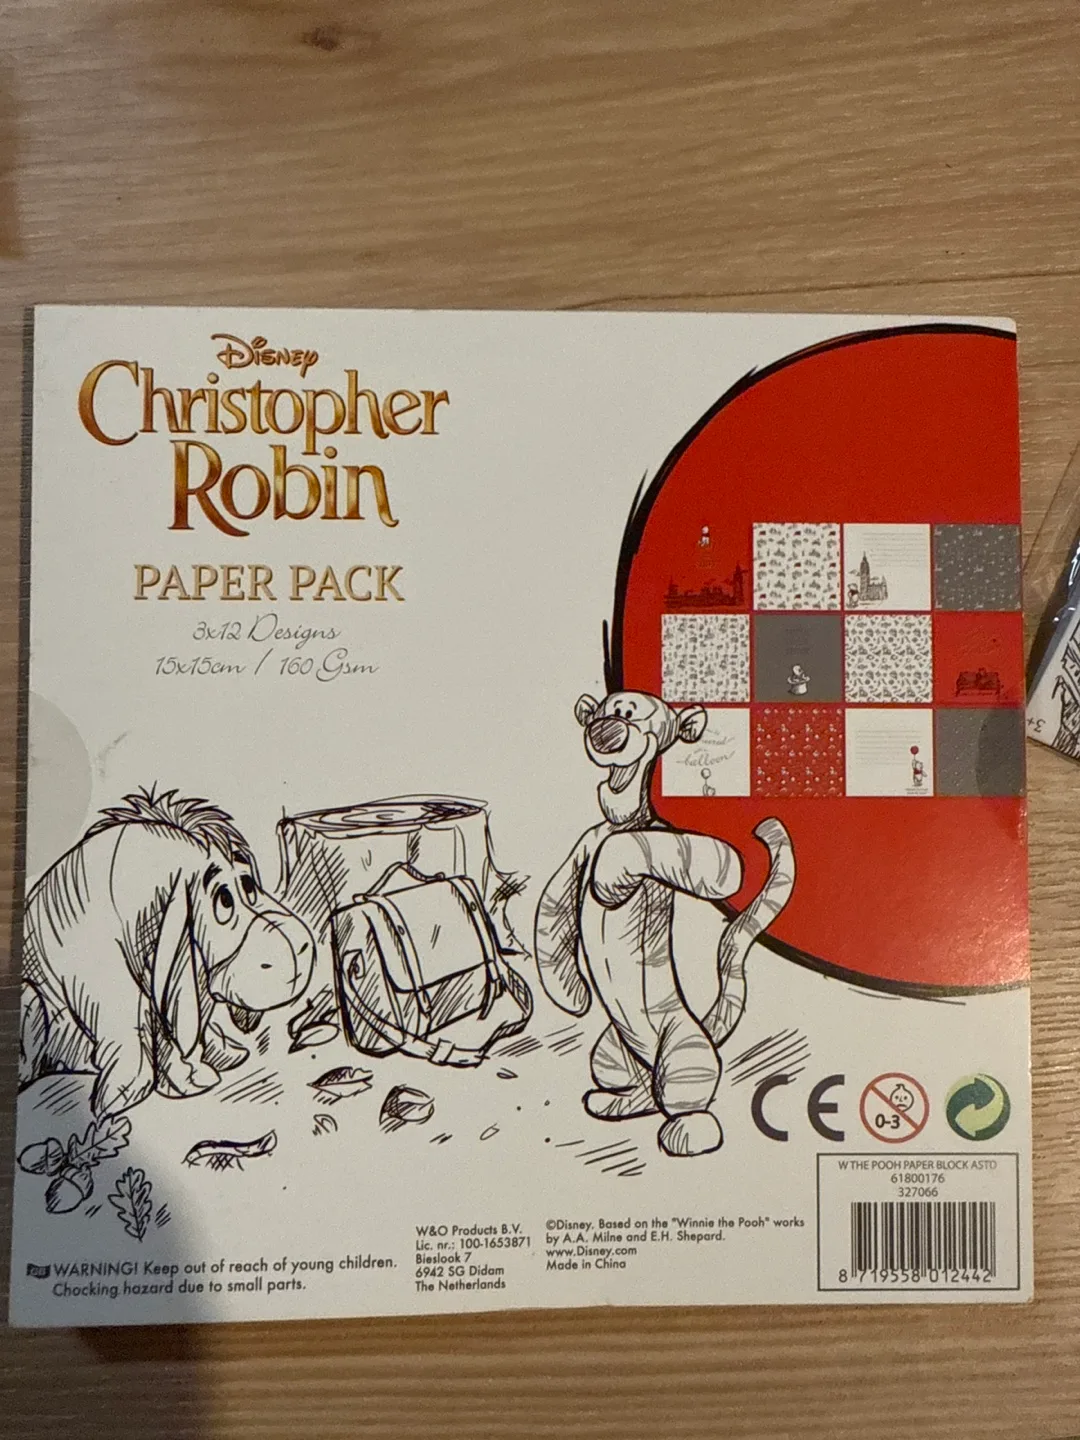 Disney
Christopher
Robin
PAPER PACK
3x12 Designs
15x15cm / 160 Gsm
balloon
3+
CE
0-3
W THE POOH PAPER BLOCK ASTD
61800176
327066
8 719558 012442
W&O Products B.V.
Lic. nr.: 100-1653871
Bieslook 7
6942 SG Didam
The Netherlands
©Disney. Based on the "Winnie the Pooh" works
by A.A. Milne and E.H. Shepard.
www.Disney.com
Made in China
WARNING! Keep out of reach of young children.
Chocking hazard due to small parts.